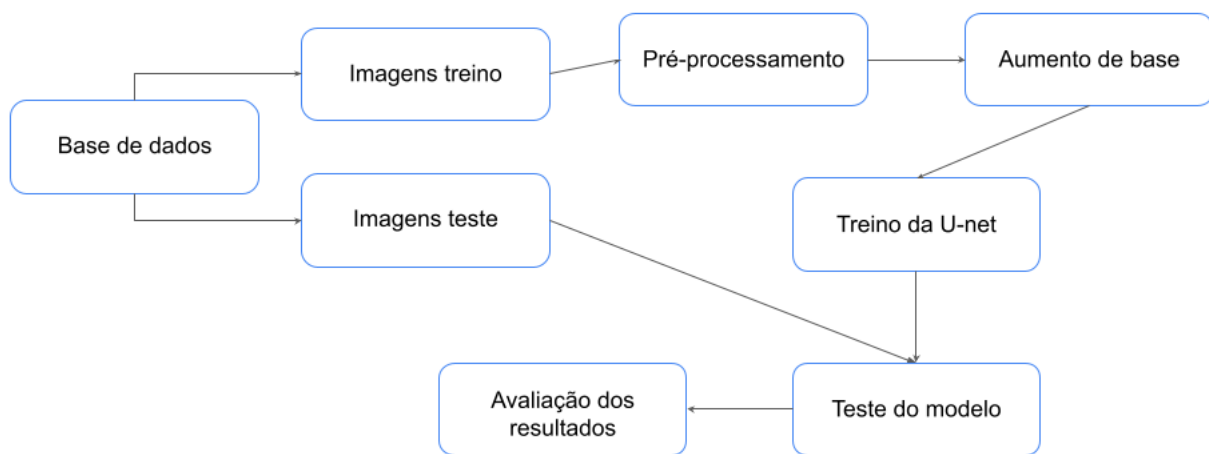 Imagens treino
Pré-processamento
Aumento de base
Base de dados
Imagens teste
Treino da U-net
Avaliação dos
resultados
Teste do modelo